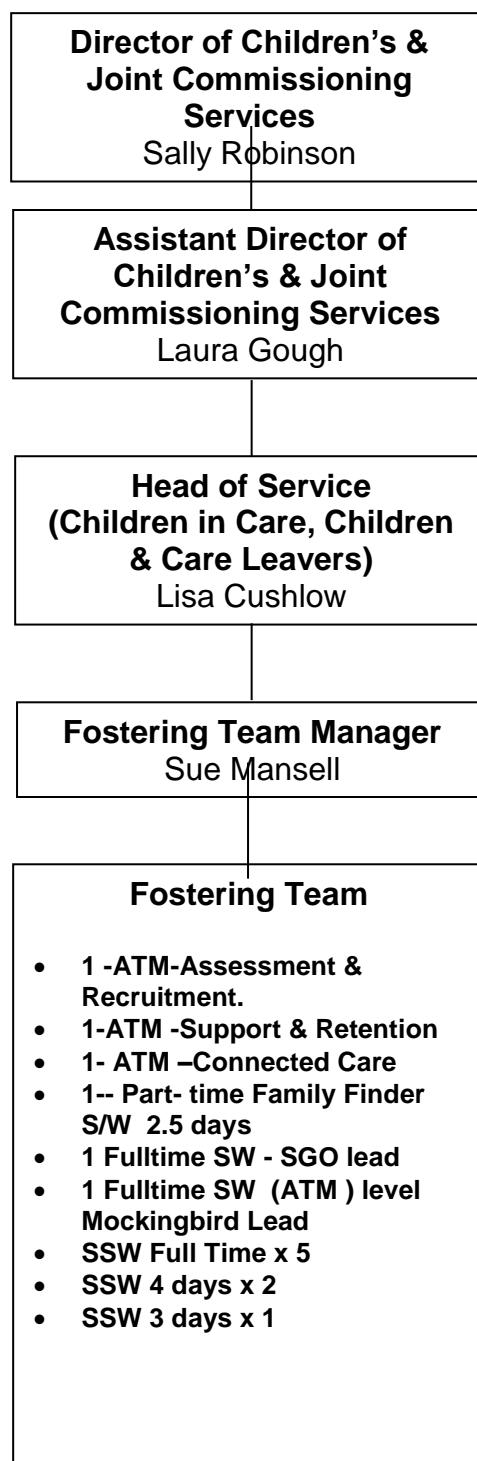 Director of Children’s &
Joint Commissioning
Services
Sally Robinson
Assistant Director of
Children’s & Joint
Commissioning Services
Laura Gough
Head of Service
(Children in Care, Children
& Care Leavers)
Lisa Cushlow
Fostering Team Manager
Sue Mansell
Fostering Team
• 1 -ATM-Assessment &
Recruitment.
• 1-ATM -Support & Retention
• 1- ATM –Connected Care
• 1-- Part- time Family Finder
S/W 2.5 days
• 1 Fulltime SW - SGO lead
• 1 Fulltime SW (ATM ) level
Mockingbird Lead
• SSW Full Time x 5
• SSW 4 days x 2
• SSW 3 days x 1